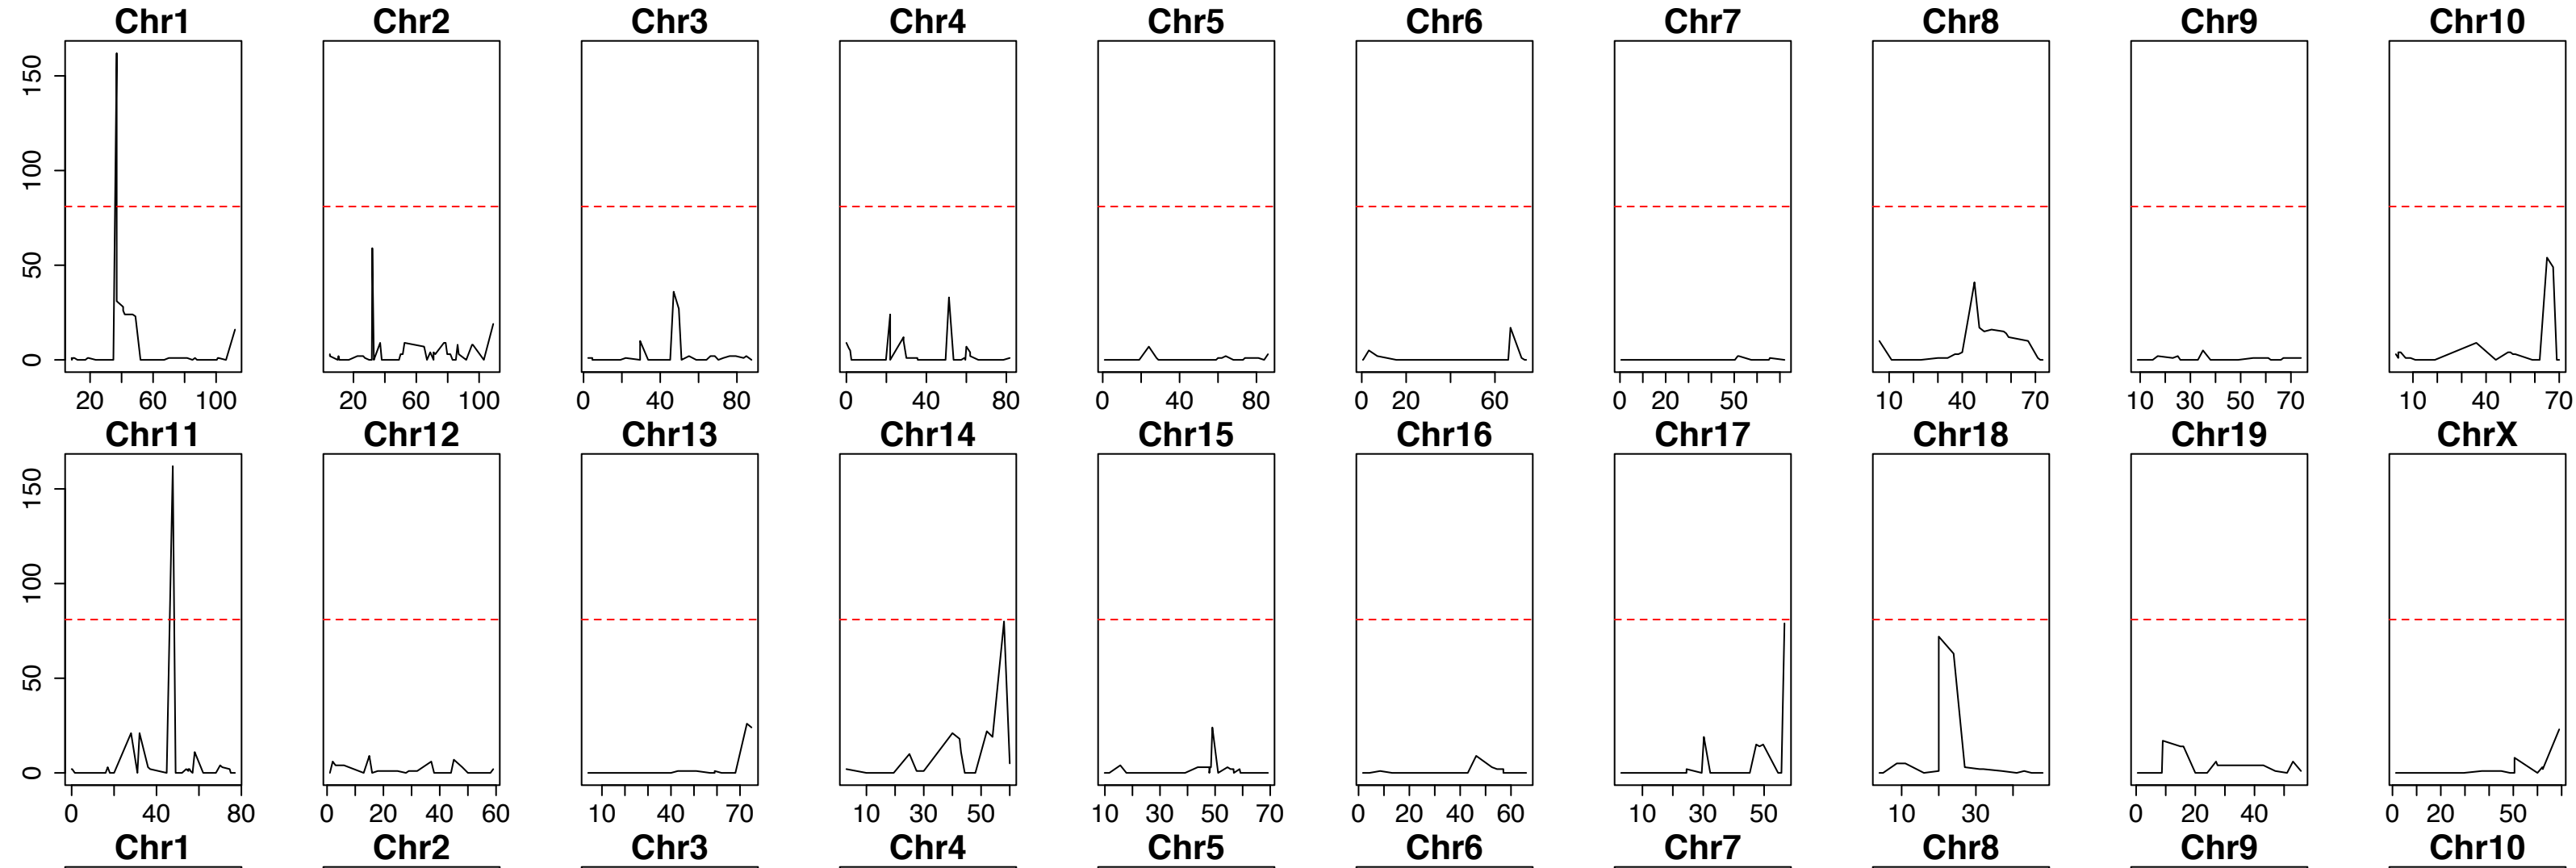 Chr1 Chr2 Chr3 Chr4 Chr5 Chr6 Chr7 Chr8 Chr9 Chr10
150
100
50
0
20 60 100 20 60 100 0 40 80 0 40 80 0 40 80 0 20 60 0 20 50 10 40 70 10 30 50 70 10 40 70
Chr11 Chr12 Chr13 Chr14 Chr15 Chr16 Chr17 Chr18 Chr19 ChrX
150
100
50
0
0 40 80 0 20 40 60 10 40 70 10 30 50 10 30 50 70 0 20 40 60 10 30 50 10 30 0 20 40 0 20 50
Chr1 Chr2 Chr3 Chr4 Chr5 Chr6 Chr7 Chr8 Chr9 Chr10